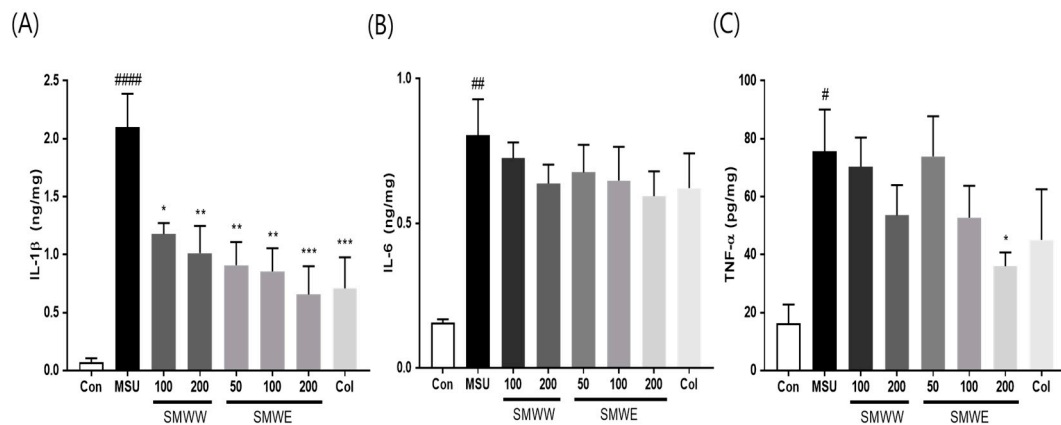 (A)
IL-1β (ng/mg)
2.5
2.0
1.5
1.0
0.5
0.0
####
*
**
**
**
***
***
Con MSU 100 200 50 100 200 Col
SMWW SMWE
(B)
IL-6 (ng/mg)
1.0
0.5
0.0
##
Con MSU 100 200 50 100 200 Col
SMWW SMWE
(C)
TNF-α (pg/mg)
100
80
60
40
20
0
#
*
Con MSU 100 200 50 100 200 Col
SMWW SMWE